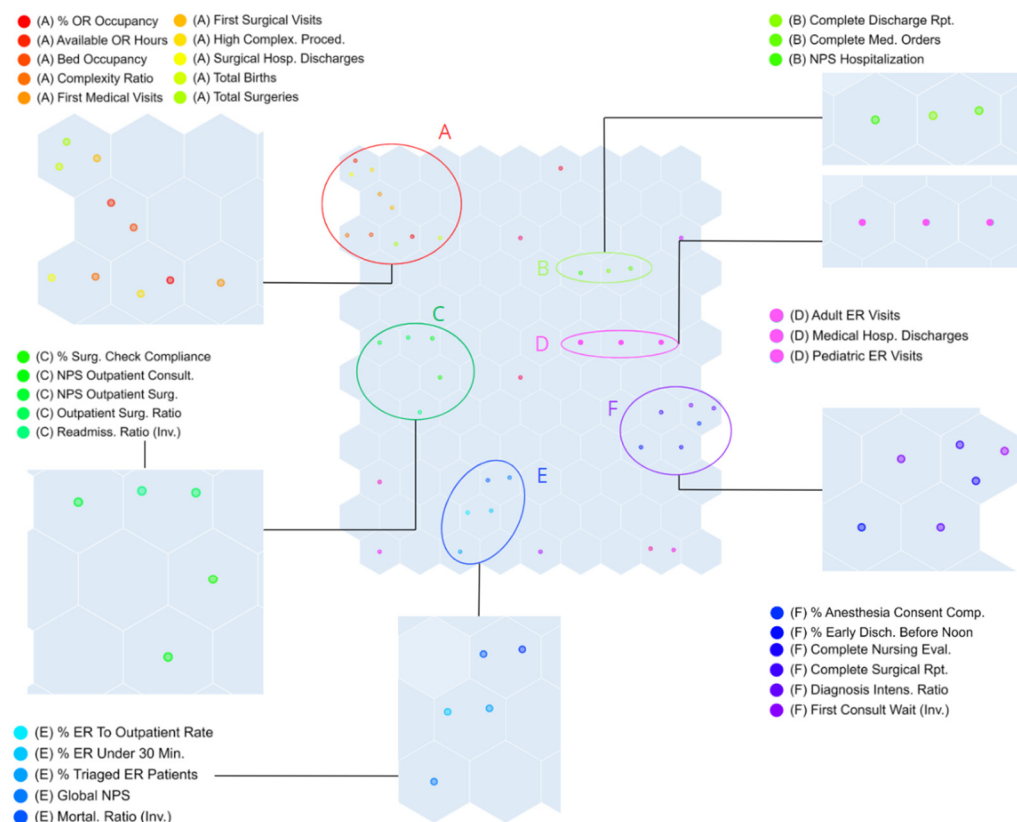 (A) % OR Occupancy
(A) Available OR Hours
(A) Bed Occupancy
(A) Complexity Ratio
(A) First Medical Visits
(A) First Surgical Visits
(A) High Complex. Proced.
(A) Surgical Hosp. Discharges
(A) Total Births
(A) Total Surgeries
(B) Complete Discharge Rpt.
(B) Complete Med. Orders
(B) NPS Hospitalization
A
B
C
D
E
F
(C) % Surg. Check Compliance
(C) NPS Outpatient Consult.
(C) NPS Outpatient Surg.
(C) Outpatient Surg. Ratio
(C) Readmiss. Ratio (Inv.)
(D) Adult ER Visits
(D) Medical Hosp. Discharges
(D) Pediatric ER Visits
(E) % ER To Outpatient Rate
(E) % ER Under 30 Min.
(E) % Triaged ER Patients
(E) Global NPS
(E) Mortal. Ratio (Inv.)
(F) % Anesthesia Consent Comp.
(F) % Early Disch. Before Noon
(F) Complete Nursing Eval.
(F) Complete Surgical Rpt.
(F) Diagnosis Intens. Ratio
(F) First Consult Wait (Inv.)